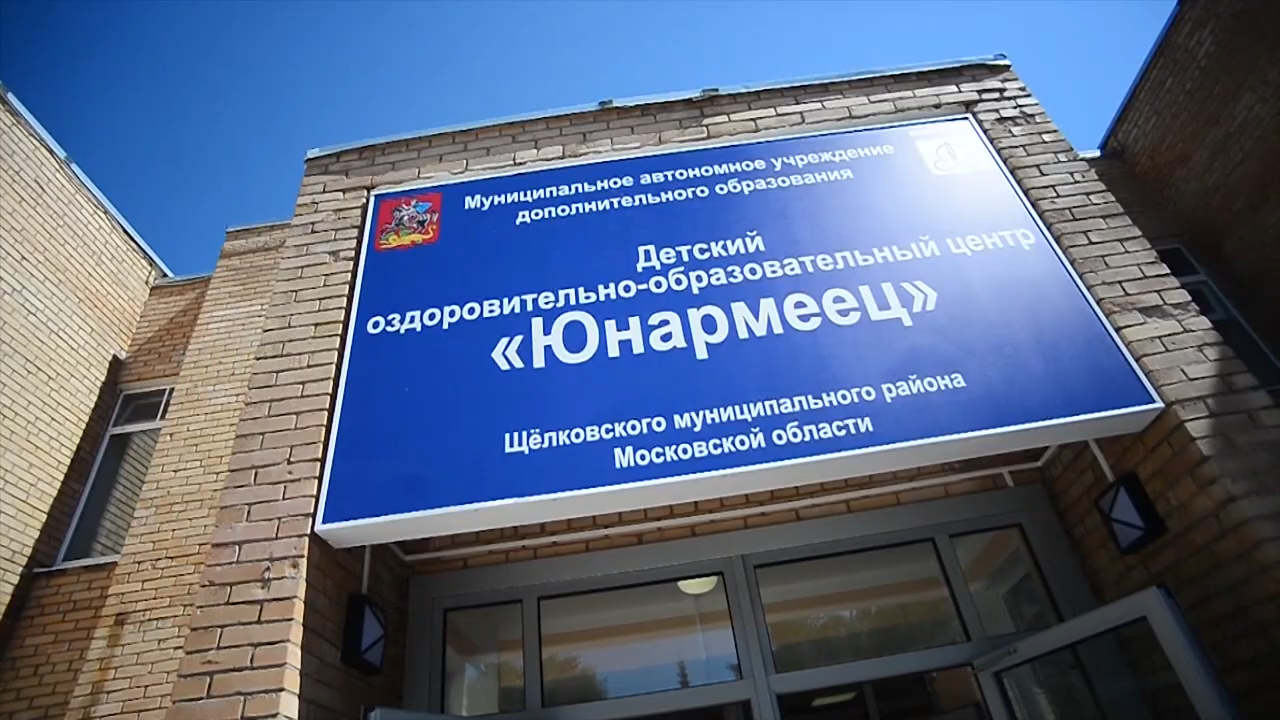 Муниципальное автономное учреждение
дополнительного образования
Детский
оздоровительно-образовательный центр
«Юнармеец»
Щёлковского муниципального района
Московской области